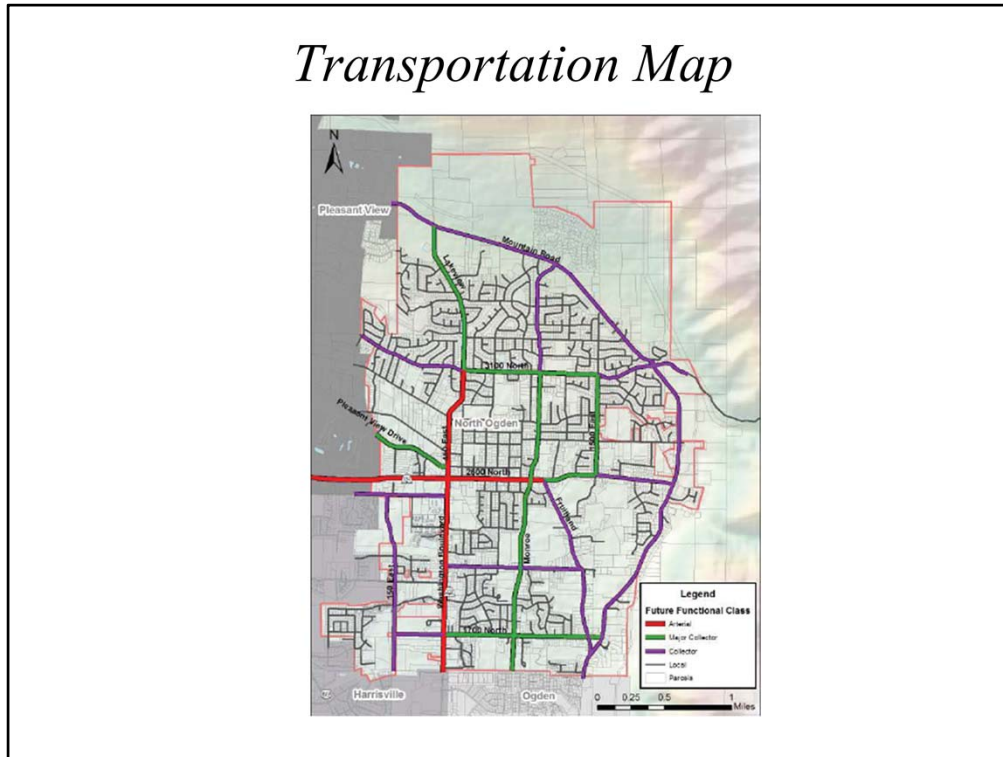 Transportation Map
N
Pleasant View
Mountain Road
Lakeview
3100 North
Pleasant View Drive
North Ogden
1500 East
2600 North
Fruitland
Monroe
Washington Boulevard
150 East
1700 North
Harrisville
Ogden
Legend
Future Functional Class
Arterial
Major Collector
Collector
Local
Parcels
0 0.25 0.5 1
Miles